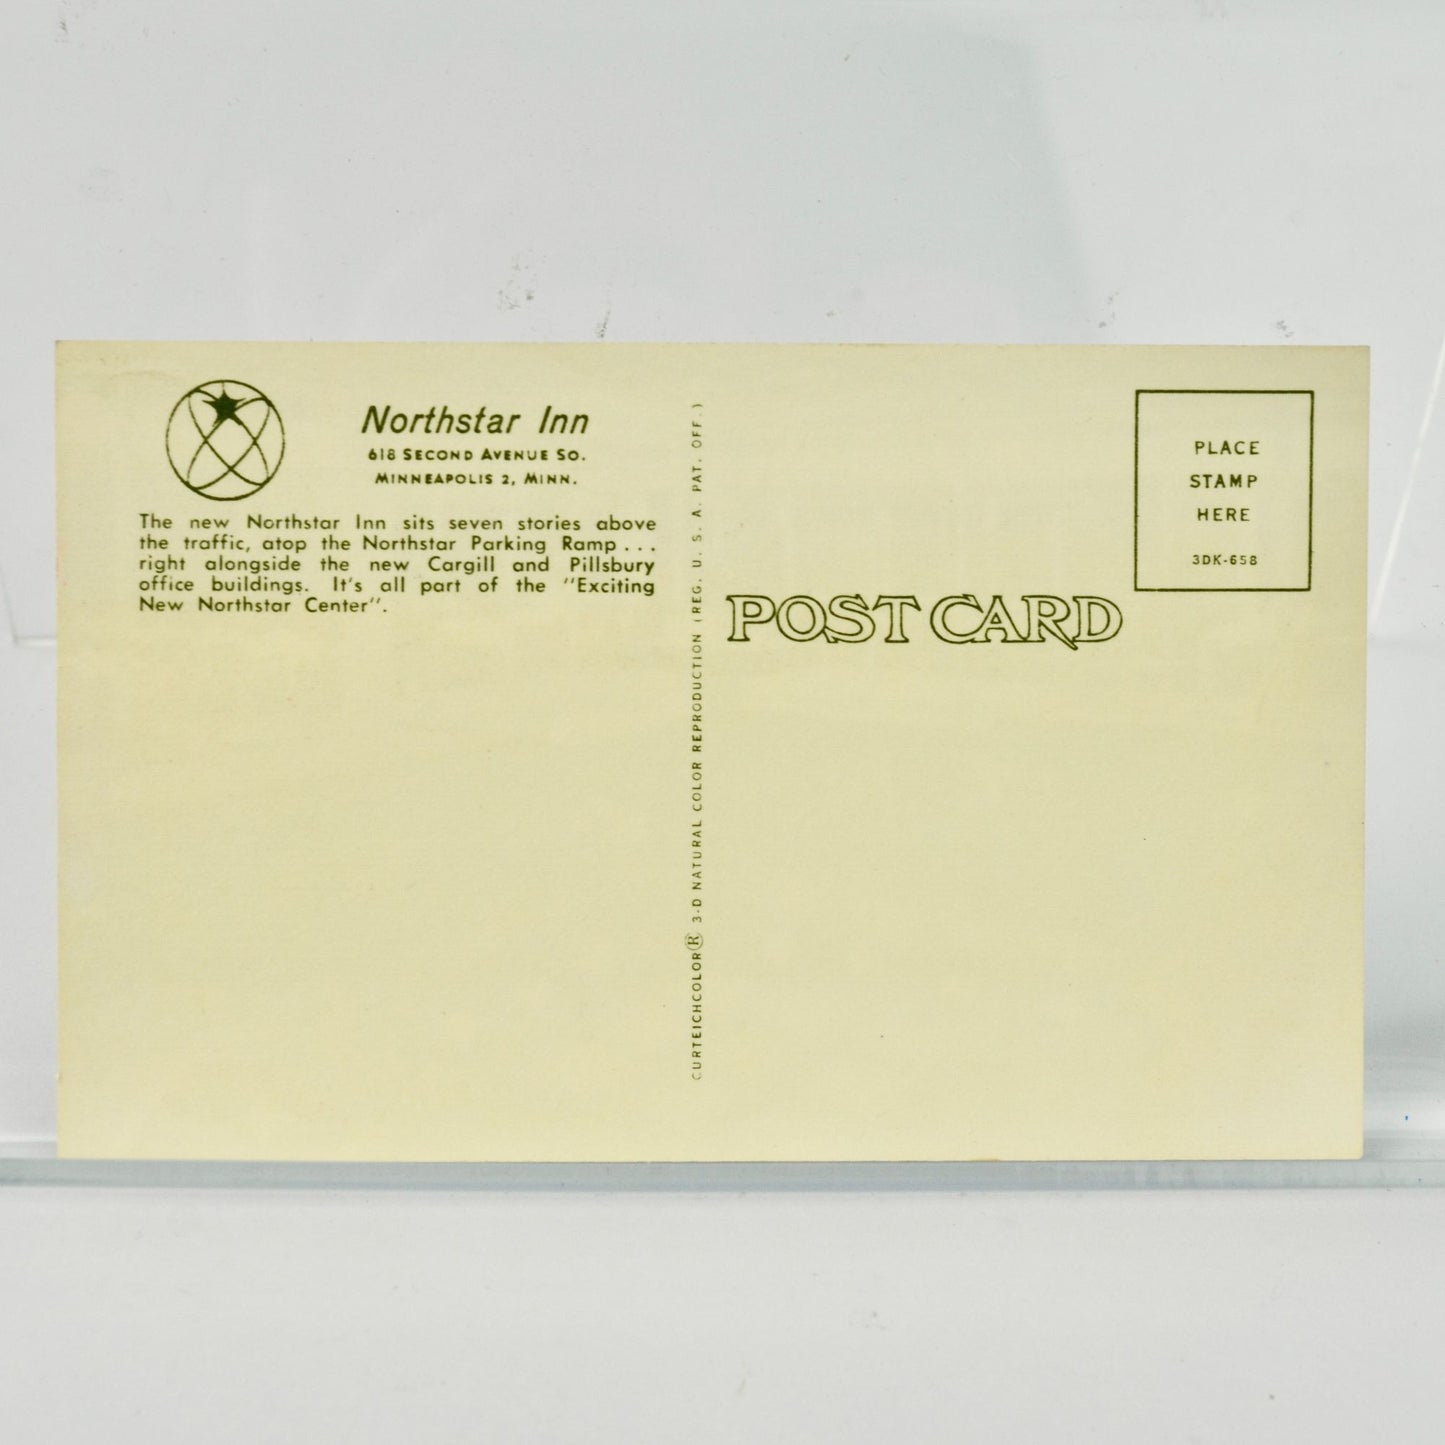 Northstar Inn
618 SECOND AVENUE SO.
MINNEAPOLIS 2, MINN.
The new Northstar Inn sits seven stories above
the traffic, atop the Northstar Parking Ramp . . .
right alongside the new Cargill and Pillsbury
office buildings. It's all part of the "Exciting
New Northstar Center".
CURTEICHCOLOR® 3-D NATURAL COLOR REPRODUCTION (REG. U. S. A. PAT. OFF.)
POST CARD
PLACE
STAMP
HERE
3DK-658